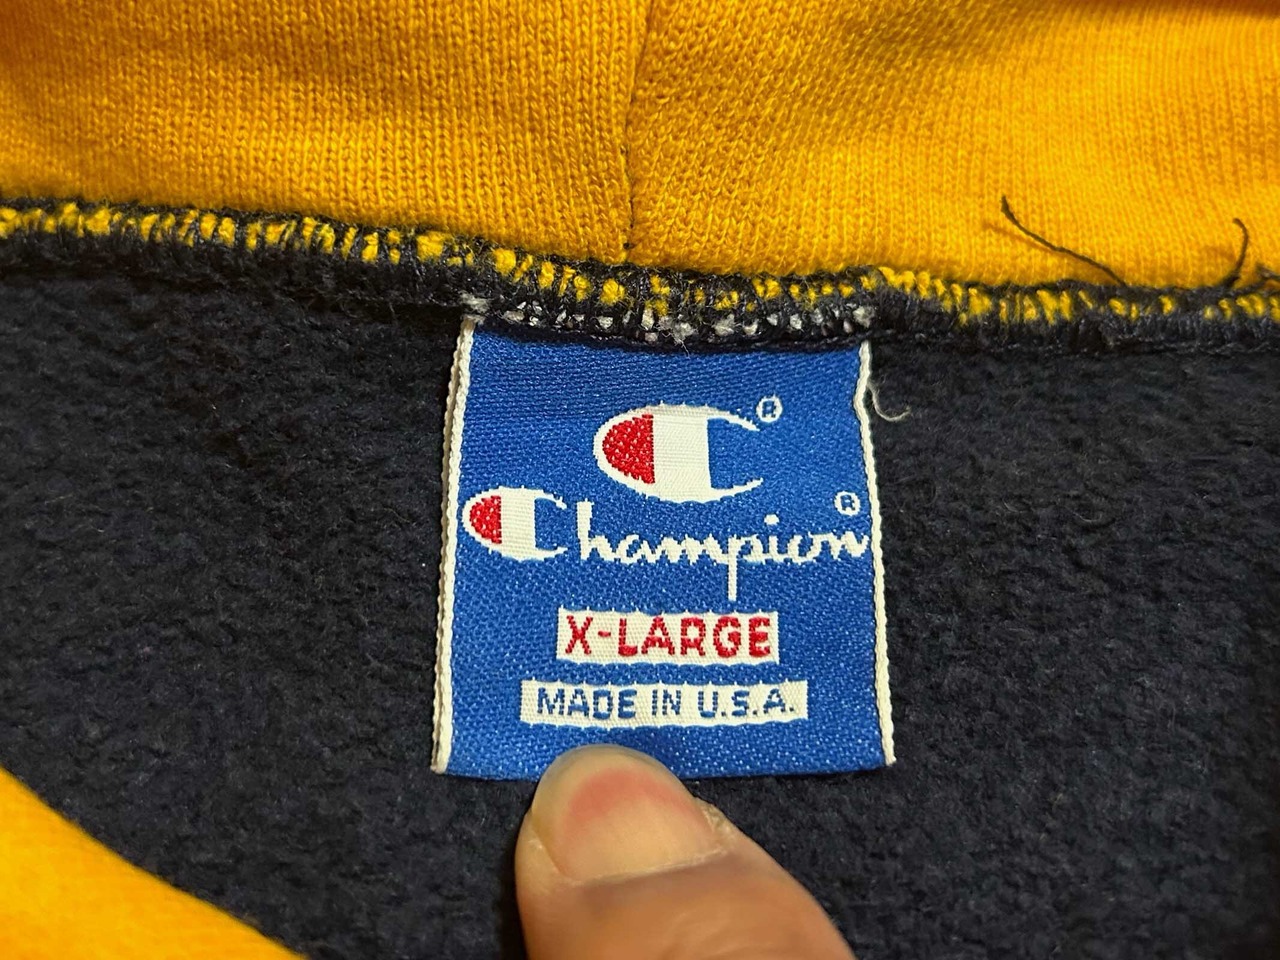 C®
Champion®
X-LARGE
MADE IN U.S.A.